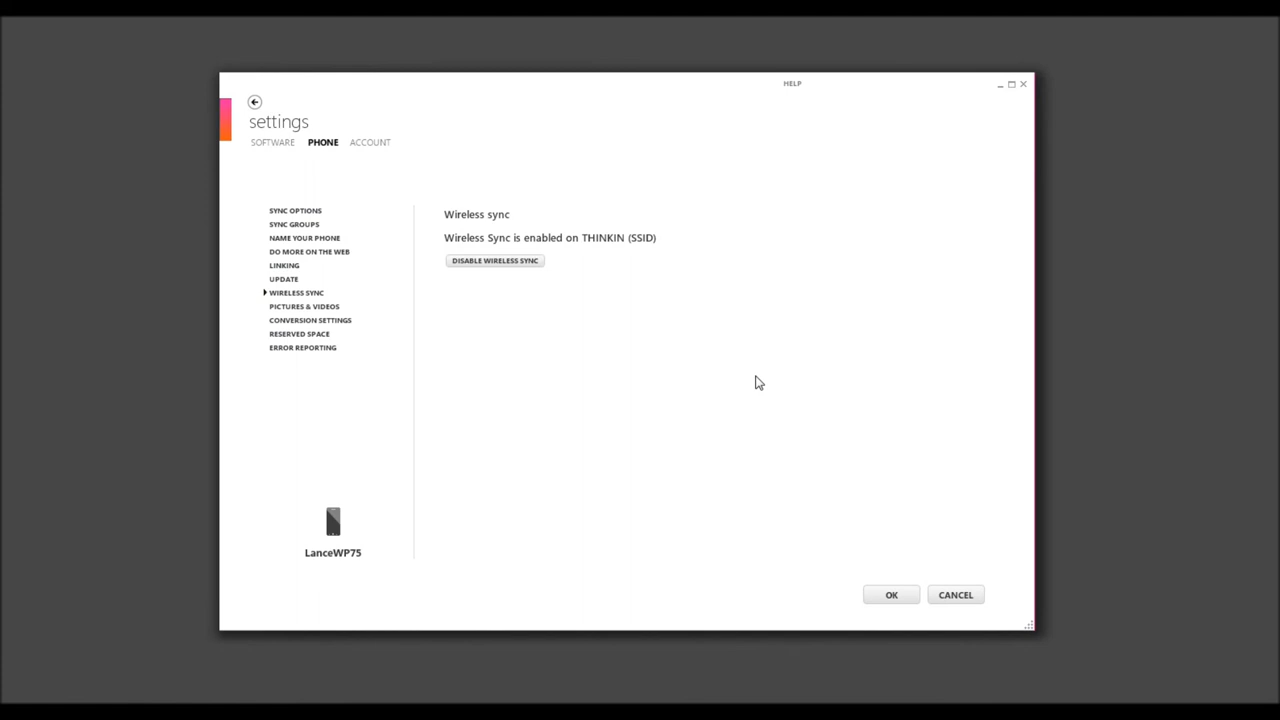 HELP
settings
SOFTWARE PHONE ACCOUNT
SYNC OPTIONS
SYNC GROUPS
NAME YOUR PHONE
DO MORE ON THE WEB
LINKING
UPDATE
WIRELESS SYNC
PICTURES & VIDEOS
CONVERSION SETTINGS
RESERVED SPACE
ERROR REPORTING
LanceWP75
Wireless sync
Wireless Sync is enabled on THINKIN (SSID)
DISABLE WIRELESS SYNC
OK CANCEL